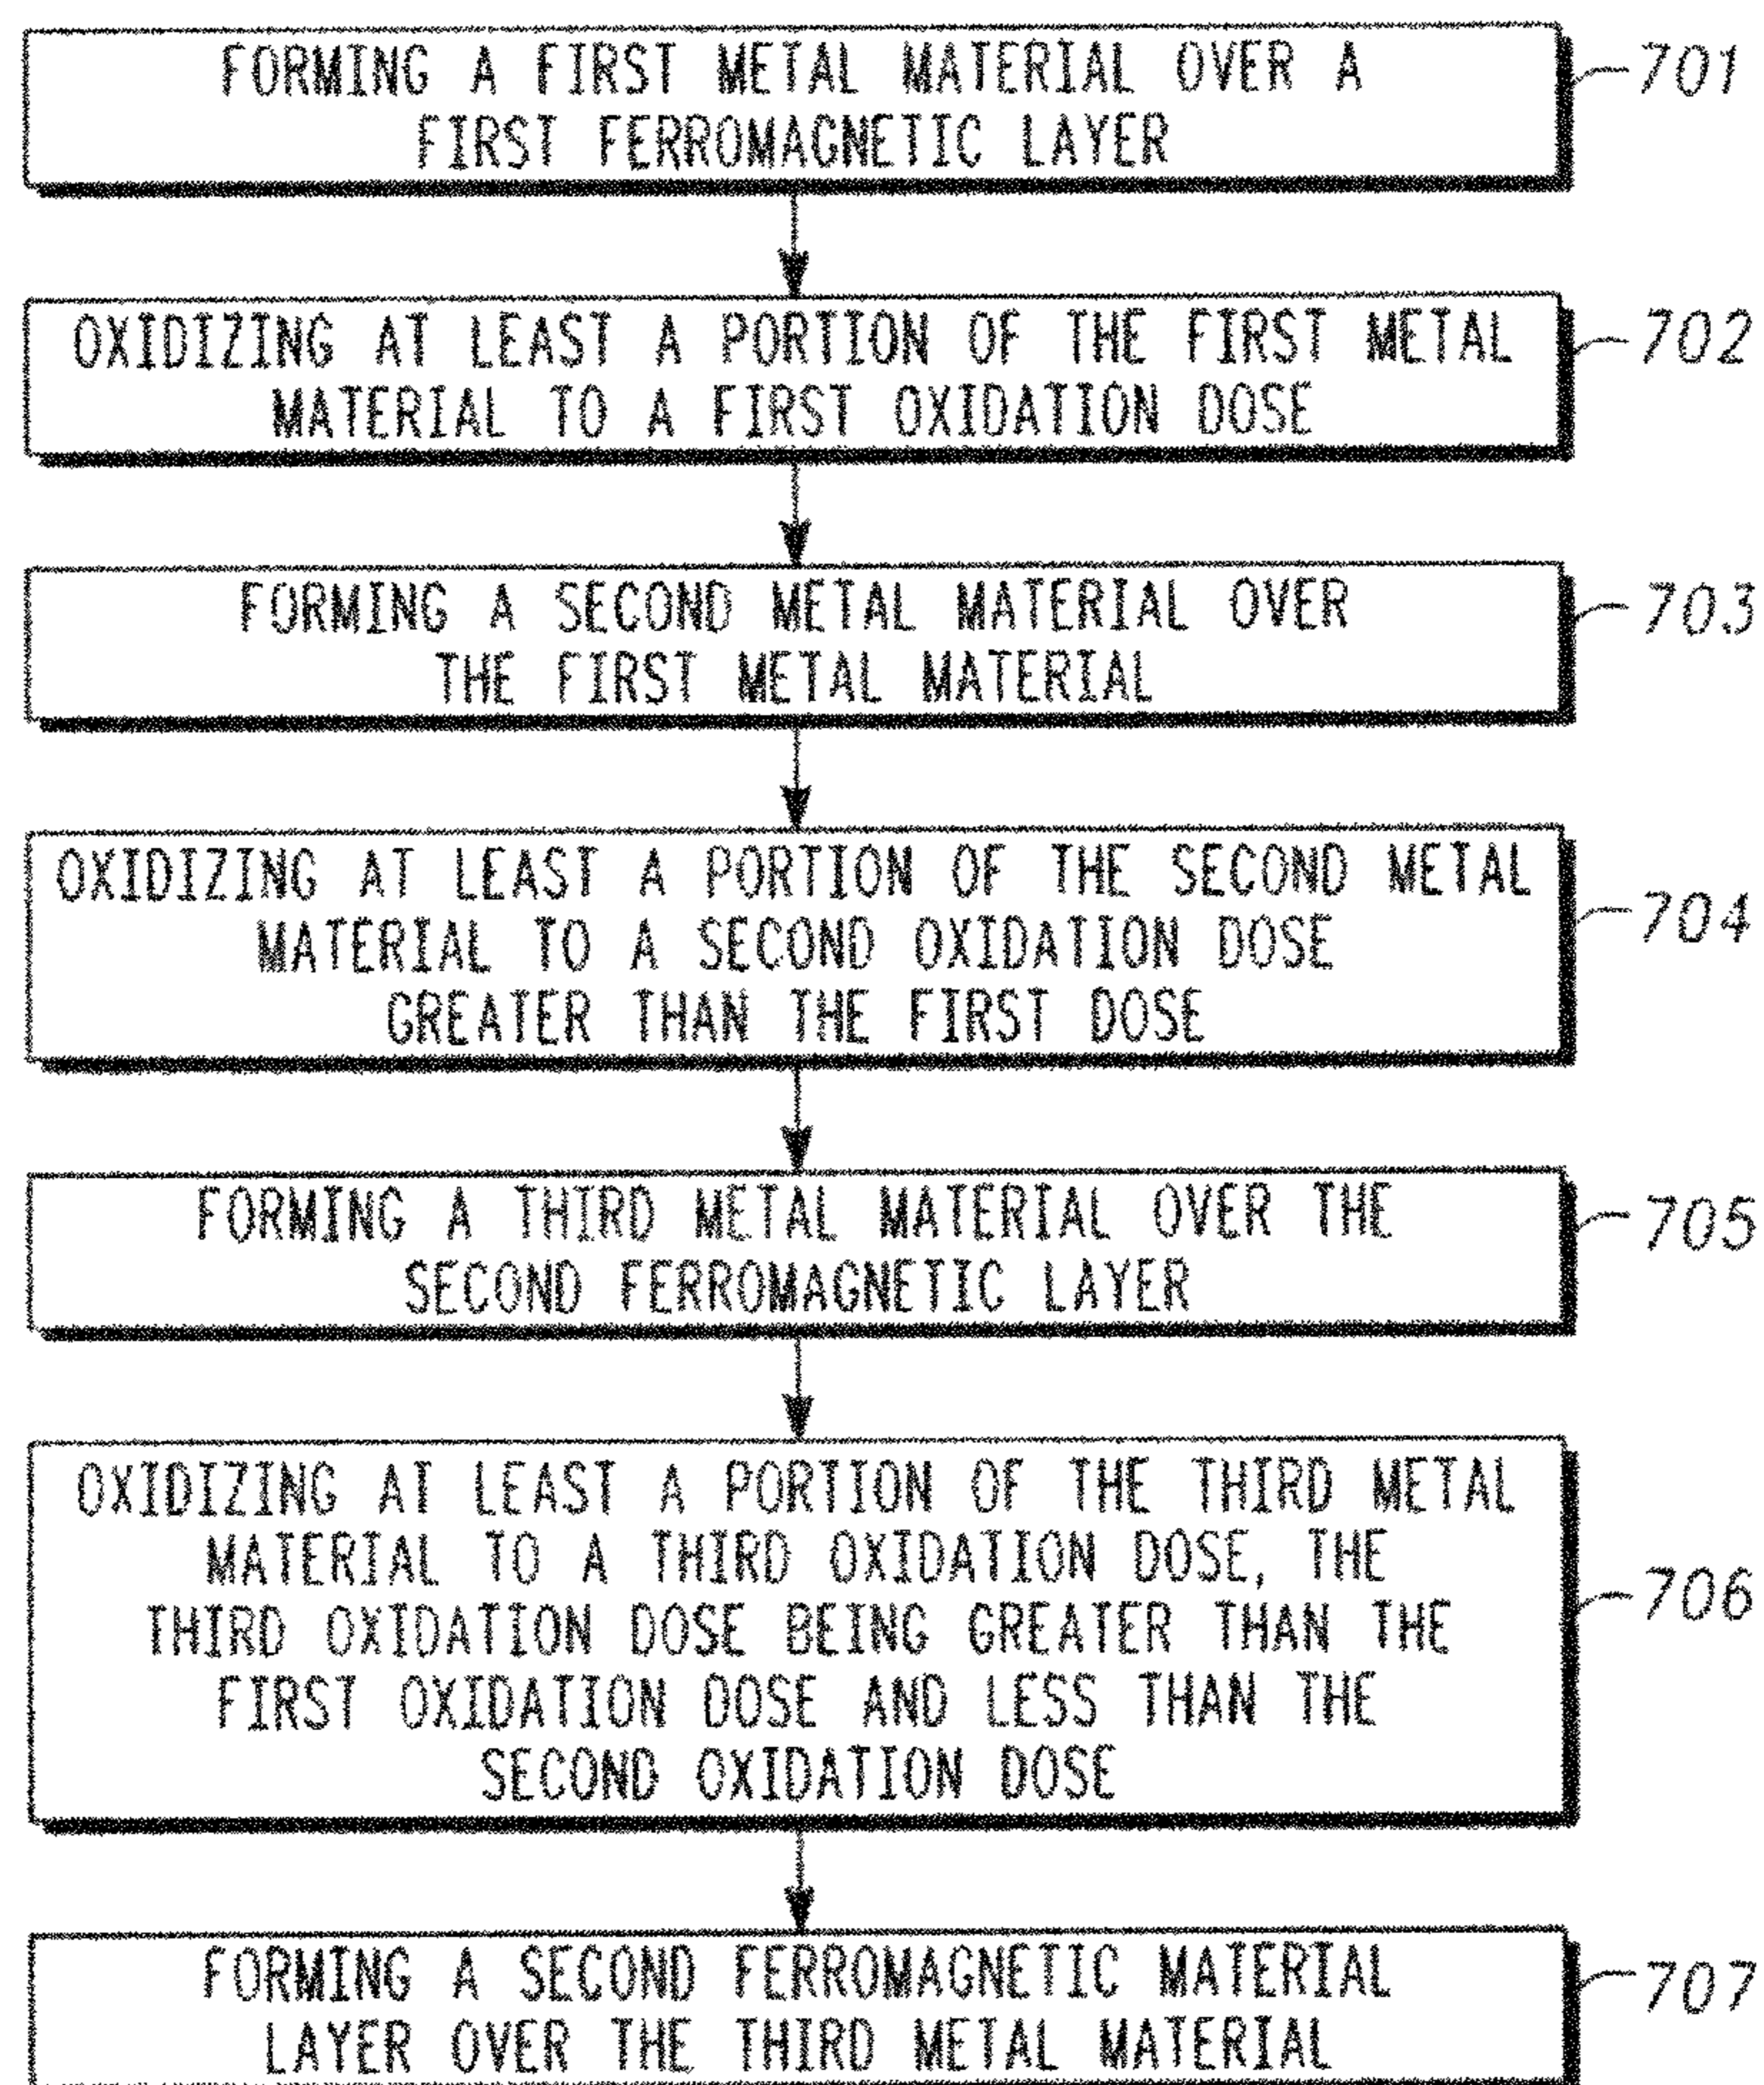 FORMING A FIRST METAL MATERIAL OVER A
FIRST FERROMAGNETIC LAYER
701
OXIDIZING AT LEAST A PORTION OF THE FIRST METAL
MATERIAL TO A FIRST OXIDATION DOSE
702
FORMING A SECOND METAL MATERIAL OVER
THE FIRST METAL MATERIAL
703
OXIDIZING AT LEAST A PORTION OF THE SECOND METAL
MATERIAL TO A SECOND OXIDATION DOSE
GREATER THAN THE FIRST DOSE
704
FORMING A THIRD METAL MATERIAL OVER THE
SECOND FERROMAGNETIC LAYER
705
OXIDIZING AT LEAST A PORTION OF THE THIRD METAL
MATERIAL TO A THIRD OXIDATION DOSE, THE
THIRD OXIDATION DOSE BEING GREATER THAN THE
FIRST OXIDATION DOSE AND LESS THAN THE
SECOND OXIDATION DOSE
706
FORMING A SECOND FERROMAGNETIC MATERIAL
LAYER OVER THE THIRD METAL MATERIAL
707